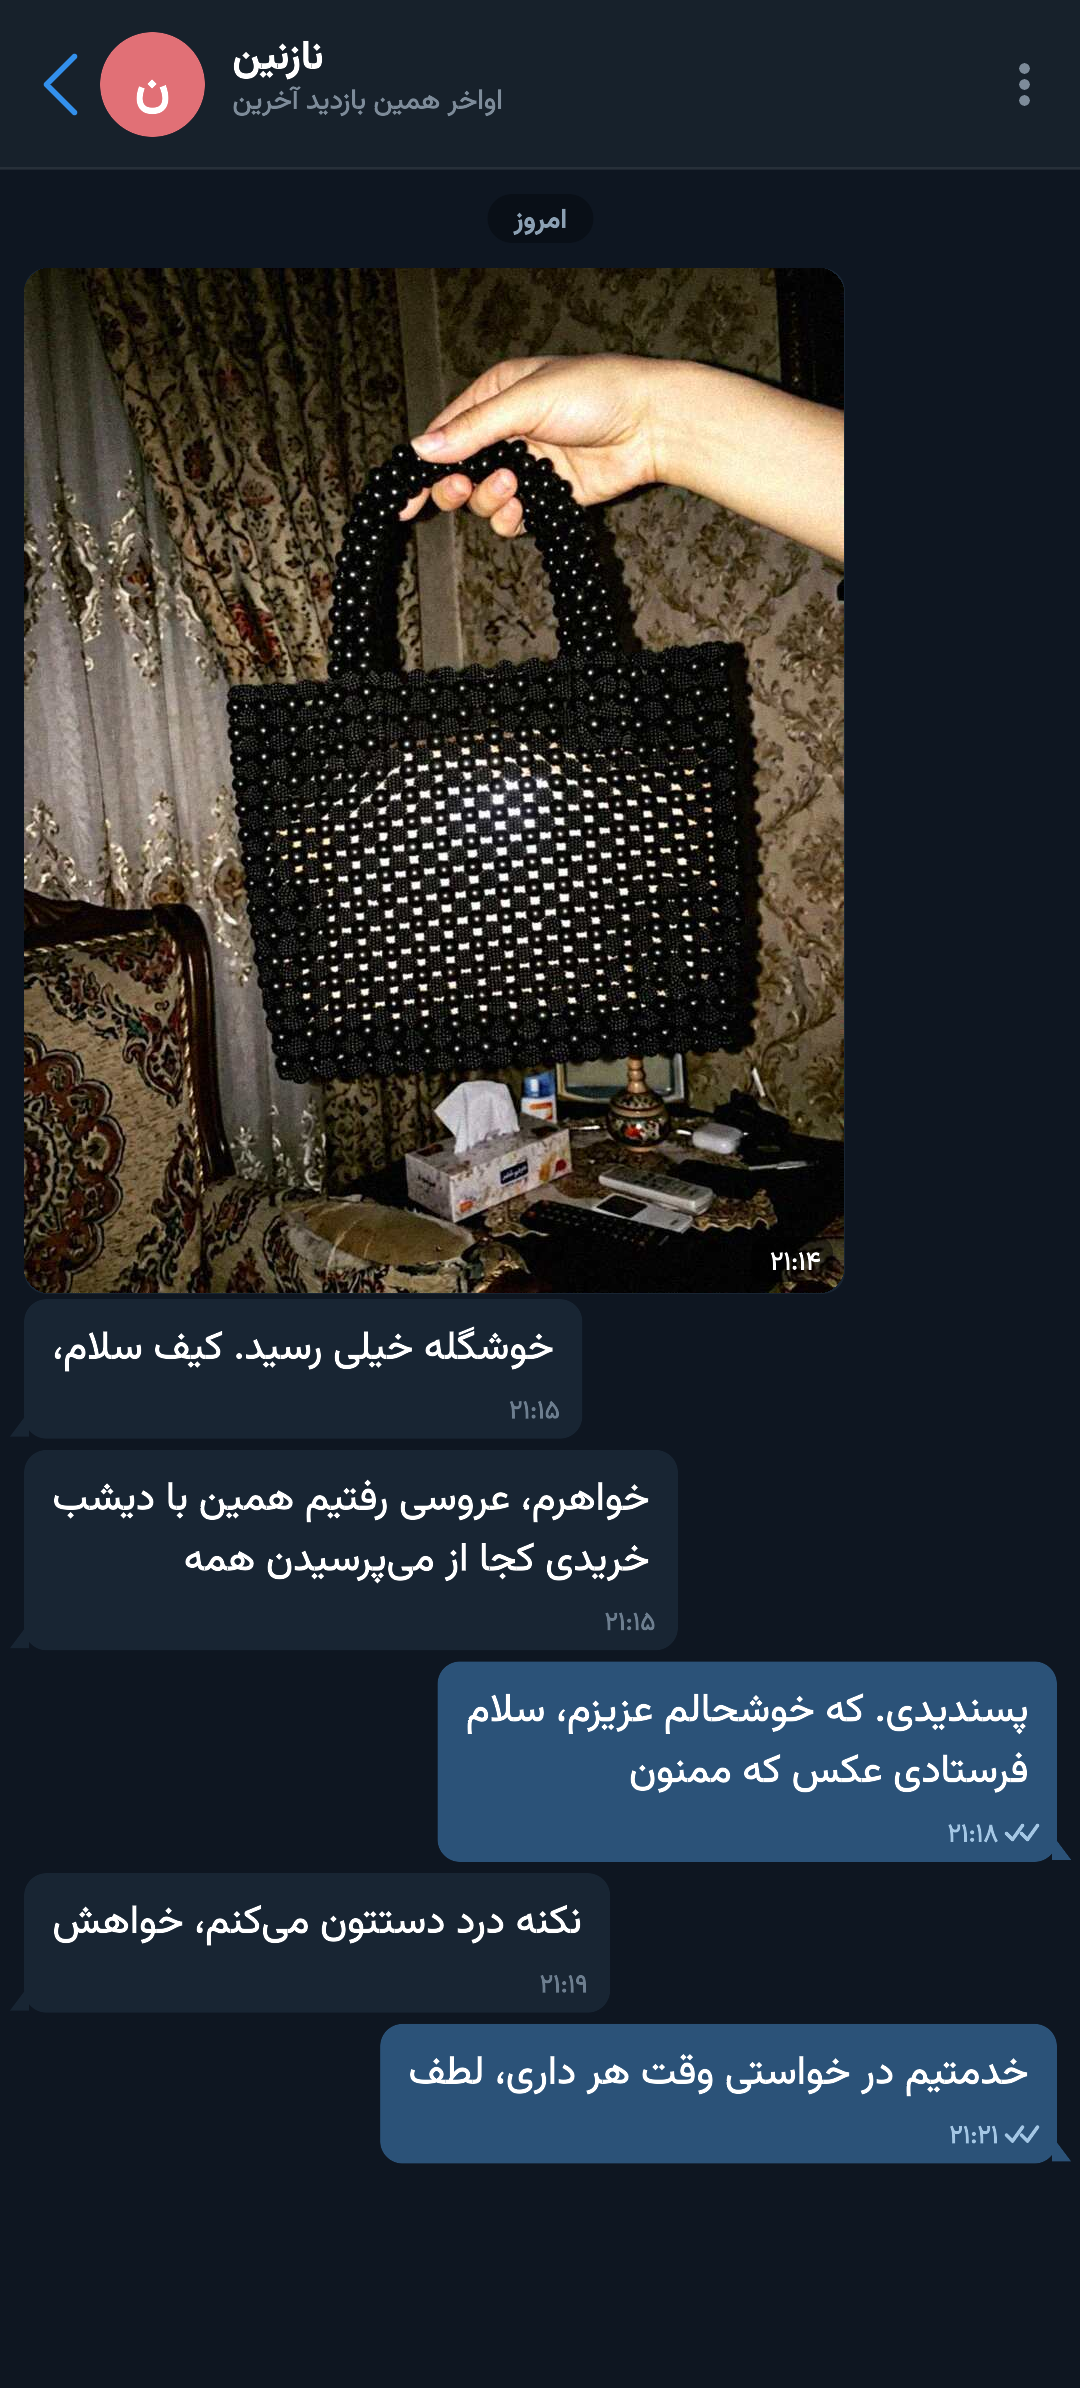 نازنین
ن
اواخر همین بازدید آخرین
امروز
۲۱:۱۴
خوشگله خیلی رسید. کیف سلام،
۲۱:۱۵
خواهرم، عروسی رفتیم همین با دیشب
خریدی کجا از می‌پرسیدن همه
۲۱:۱۵
پسندیدی. که خوشحالم عزیزم، سلام
فرستادی عکس که ممنون
۲۱:۱۸
نکنه درد دستتون می‌کنم، خواهش
۲۱:۱۹
خدمتیم در خواستی وقت هر داری، لطف
۲۱:۲۱